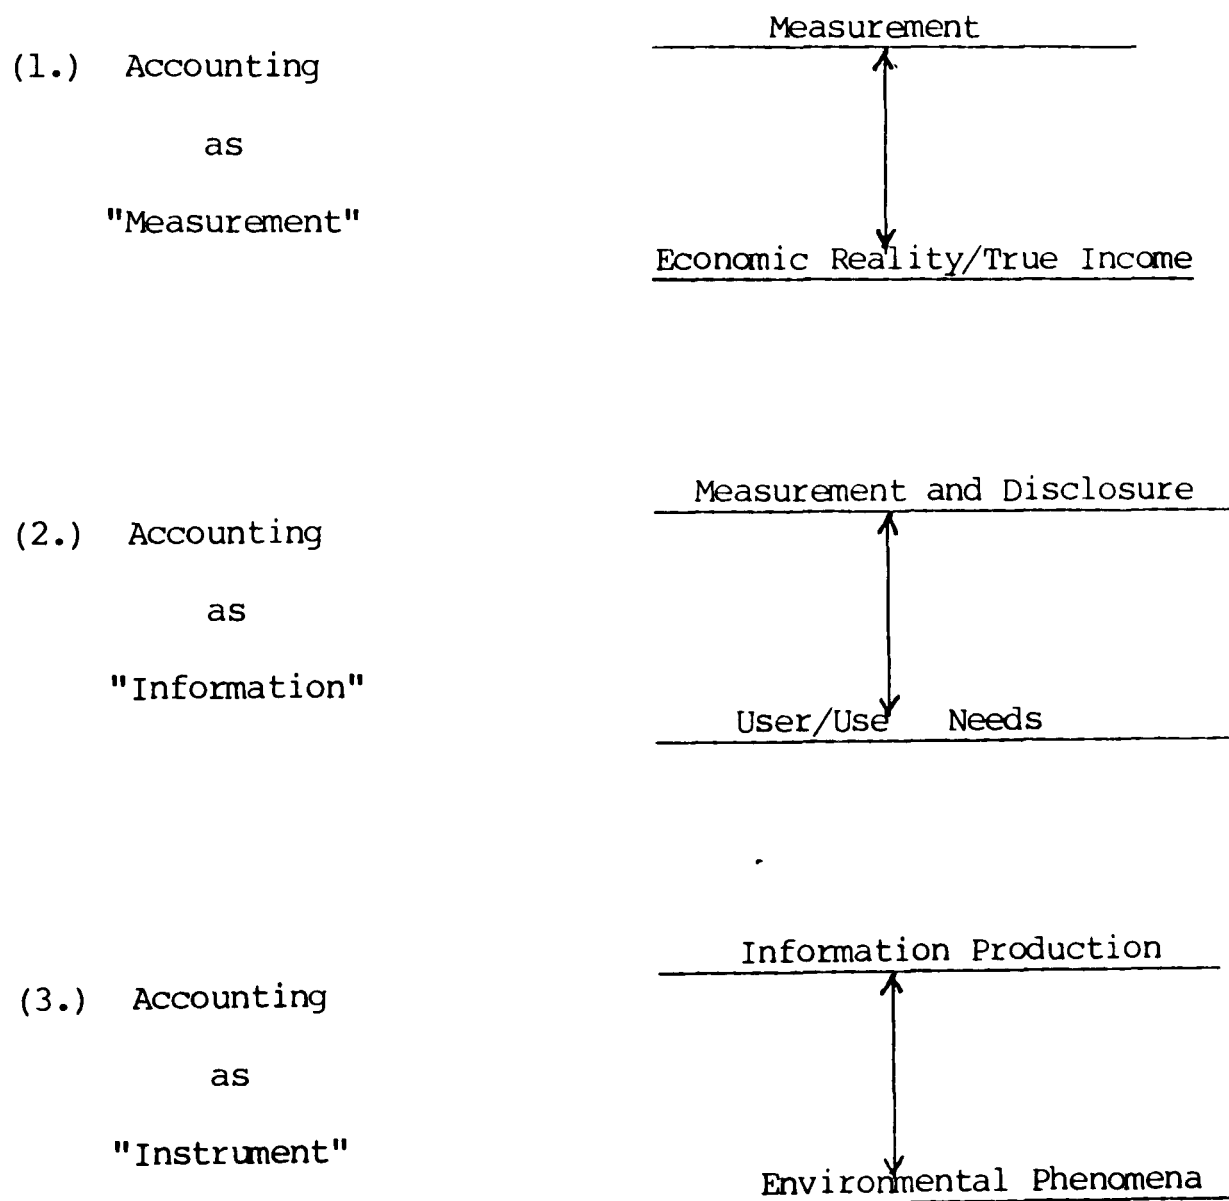 Measurement
(1.) Accounting
as
"Measurement"
Economic Reality/True Income
Measurement and Disclosure
(2.) Accounting
as
"Information"
User/Use Needs
Information Production
(3.) Accounting
as
"Instrument"
Environmental Phenomena